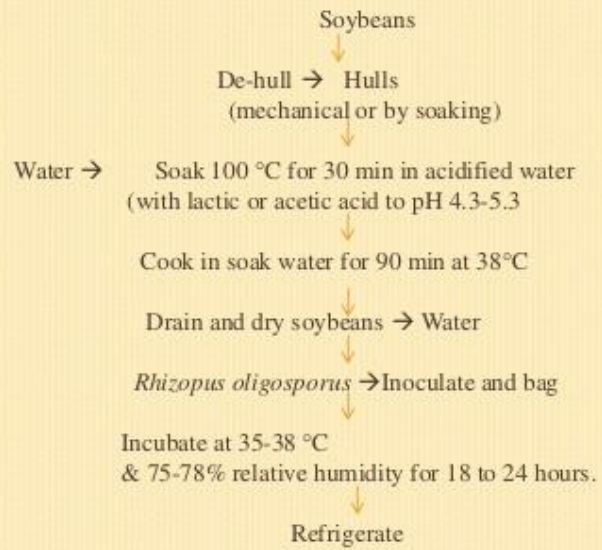 Soybeans
De-hull → Hulls
(mechanical or by soaking)
Water → Soak 100 °C for 30 min in acidified water
(with lactic or acetic acid to pH 4.3-5.3
Cook in soak water for 90 min at 38°C
Drain and dry soybeans → Water
Rhizopus oligosporus →Inoculate and bag
Incubate at 35-38 °C
& 75-78% relative humidity for 18 to 24 hours.
Refrigerate